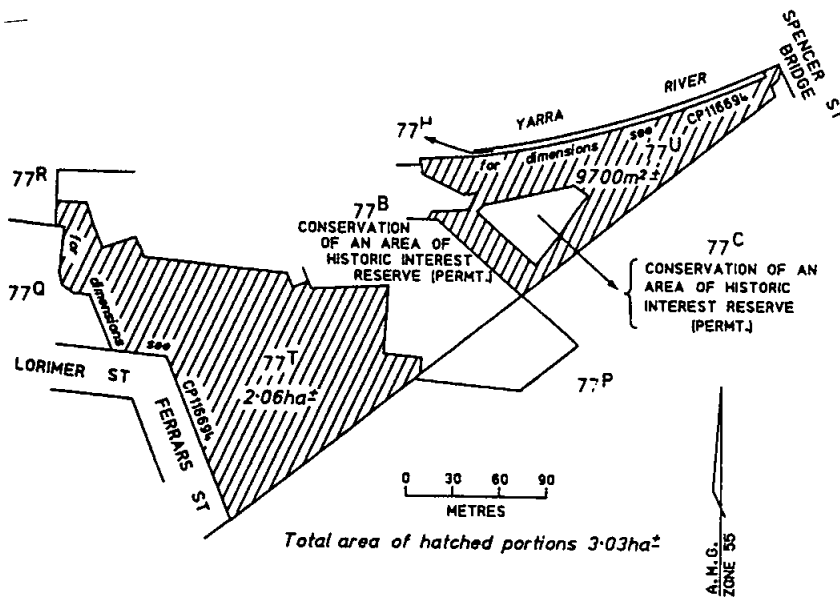 SPENCER ST
BRIDGE
YARRA RIVER
77H
for dimensions see CP116694
77U
9700m² ±
77R
77B
CONSERVATION
OF AN AREA OF
HISTORIC INTEREST
RESERVE (PERMT.)
77C
CONSERVATION OF AN
AREA OF HISTORIC
INTEREST RESERVE
(PERMT.)
77Q
for dimensions see CP116694
77T
2·06ha±
LORIMER ST
FERRARS ST
77P
0 30 60 90
METRES
Total area of hatched portions 3·03ha±
A.M.G.
ZONE 55